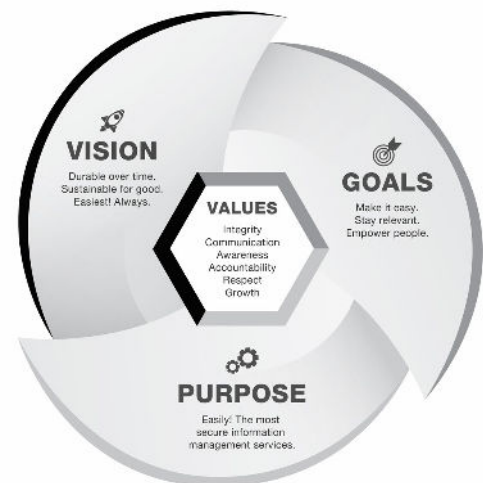 VISION
Durable over time.
Sustainable for good.
Easiest! Always.
GOALS
Make it easy.
Stay relevant.
Empower people.
VALUES
Integrity
Communication
Awareness
Accountability
Respect
Growth
PURPOSE
Easily! The most
secure information
management services.